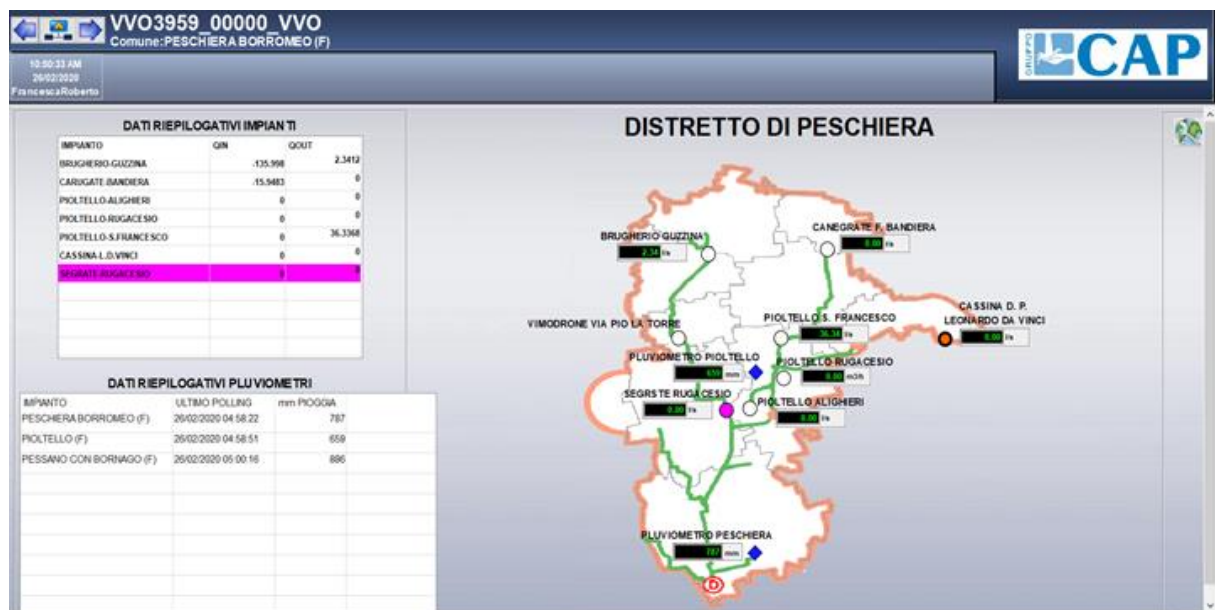 VVO3959_00000_VVO
Comune:PESCHIERA BORROMEO (F)
GRUPPO CAP
10:50:33 AM
26/02/2020
FrancescaRoberto
DATI RIEPILOGATIVI IMPIANTI
IMPIANTO QIN QOUT
BRUGHERIO-GUZZINA -135.998 2.3412
CARUGATE-BANDIERA -15.9483 0
PIOLTELLO-ALIGHIERI 0 0
PIOLTELLO-RUGACESIO 0 0
PIOLTELLO-S.FRANCESCO 0 36.3368
CASSINA-L.D.VINCI 0 0
SEGRATE-RUGACESIO 0 0
DATI RIEPILOGATIVI PLUVIOMETRI
IMPIANTO ULTIMO POLLING mm PIOGGIA
PESCHIERA BORROMEO (F) 26/02/2020 04:58:22 787
PIOLTELLO (F) 26/02/2020 04:58:51 659
PESSANO CON BORNAGO (F) 26/02/2020 05:00:16 886
DISTRETTO DI PESCHIERA
BRUGHERIO GUZZINA
2.34 l/s
CANEGRATE F. BANDIERA
0.00 l/s
CASSINA D. P.
LEONARDO DA VINCI
0.00 l/s
VIMODRONE VIA PIO LA TORRE
PIOLTELLO S. FRANCESCO
36.34 l/s
PLUVIOMETRO PIOLTELLO
659 mm
PIOLTELLO RUGACESIO
0.00 m3/h
SEGRSTE RUGACESIO
0.00 l/s
PIOLTELLO ALIGHIERI
0.00 l/s
PLUVIOMETRO PESCHIERA
787 mm